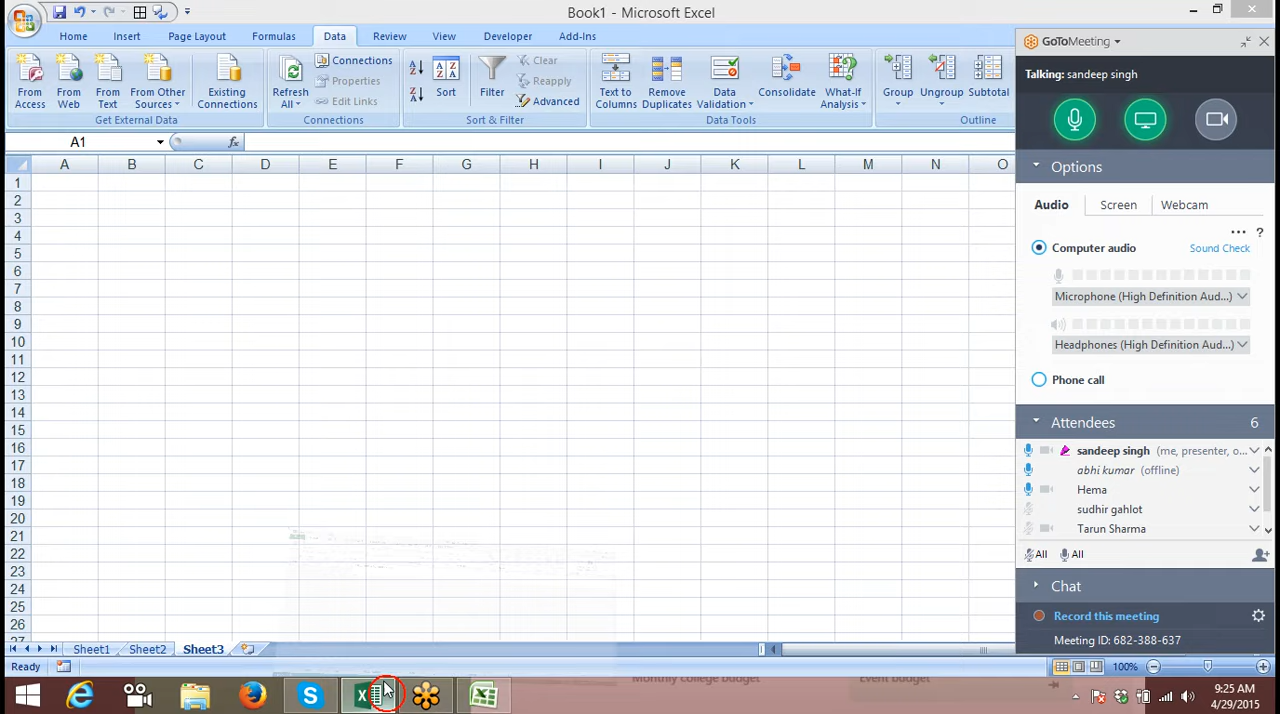 Book1 - Microsoft Excel
Home Insert Page Layout Formulas Data Review View Developer Add-Ins
From Access
From Web
From Text
From Other Sources
Existing Connections
Get External Data
Refresh All
Connections
Properties
Edit Links
Connections
Sort
Filter
Clear
Reapply
Advanced
Sort & Filter
Text to Columns
Remove Duplicates
Data Validation
Consolidate
What-If Analysis
Data Tools
Group
Ungroup
Subtotal
Outline
A1 fx
A B C D E F G H I J K L M N O
1
2
3
4
5
6
7
8
9
10
11
12
13
14
15
16
17
18
19
20
21
22
23
24
25
26
27
Sheet1 Sheet2 Sheet3
Ready
100%
Monthly college budget Event budget
GoToMeeting
Talking: sandeep singh
Options
Audio Screen Webcam
... ?
Computer audio Sound Check
Microphone (High Definition Aud...)
Headphones (High Definition Aud...)
Phone call
Attendees 6
sandeep singh (me, presenter, o...
abhi kumar (offline)
Hema
sudhir gahlot
Tarun Sharma
All All
Chat
Record this meeting
Meeting ID: 682-388-637
9:25 AM
4/29/2015